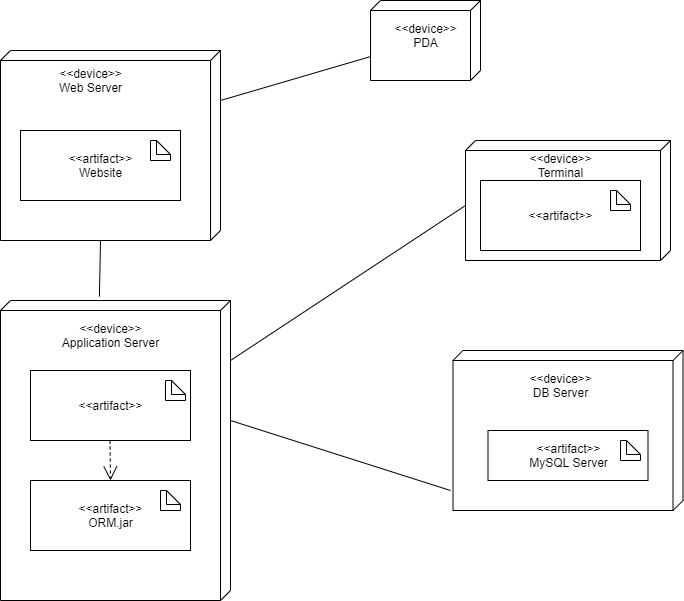 <<device>>
PDA
<<device>>
Web Server
<<artifact>>
Website
<<device>>
Terminal
<<artifact>>
<<device>>
Application Server
<<artifact>>
<<artifact>>
ORM.jar
<<device>>
DB Server
<<artifact>>
MySQL Server